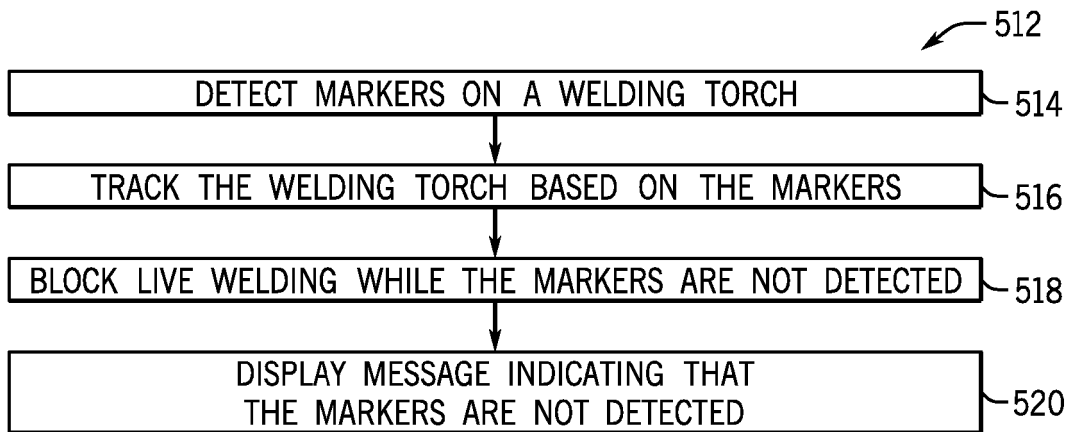 512
DETECT MARKERS ON A WELDING TORCH
514
TRACK THE WELDING TORCH BASED ON THE MARKERS
516
BLOCK LIVE WELDING WHILE THE MARKERS ARE NOT DETECTED
518
DISPLAY MESSAGE INDICATING THAT
THE MARKERS ARE NOT DETECTED
520